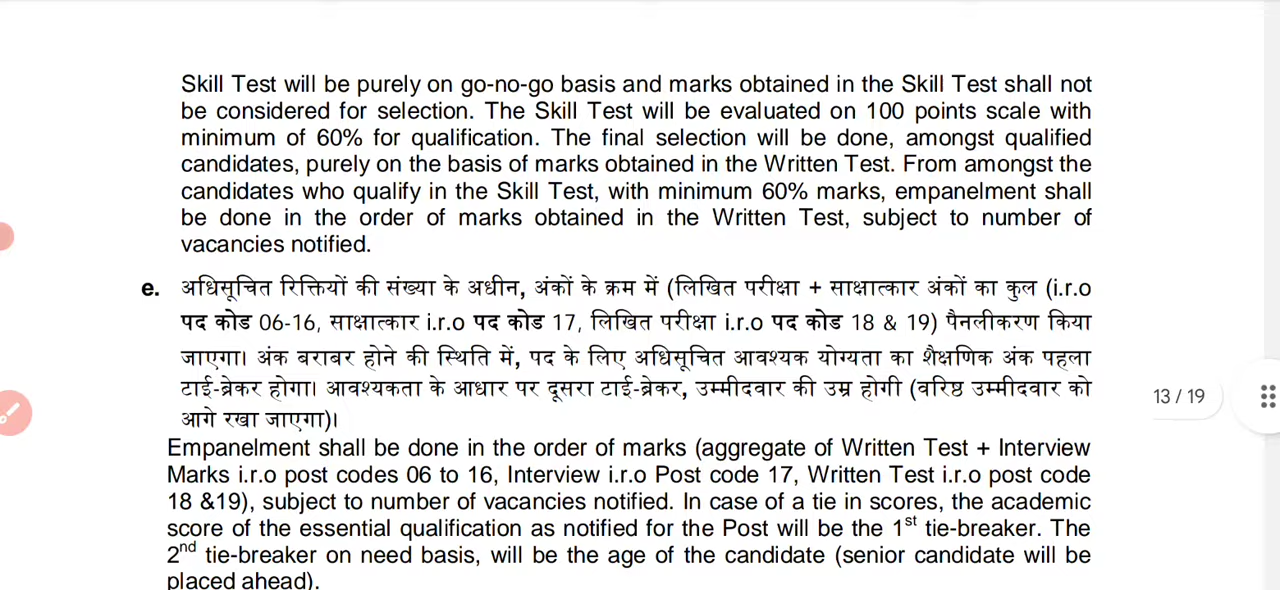 Skill Test will be purely on go-no-go basis and marks obtained in the Skill Test shall not
be considered for selection. The Skill Test will be evaluated on 100 points scale with
minimum of 60% for qualification. The final selection will be done, amongst qualified
candidates, purely on the basis of marks obtained in the Written Test. From amongst the
candidates who qualify in the Skill Test, with minimum 60% marks, empanelment shall
be done in the order of marks obtained in the Written Test, subject to number of
vacancies notified.
e. अधिसूचित रिक्तियों की संख्या के अधीन, अंकों के क्रम में (लिखित परीक्षा + साक्षात्कार अंकों का कुल (i.r.o
पद कोड 06-16, साक्षात्कार i.r.o पद कोड 17, लिखित परीक्षा i.r.o पद कोड 18 & 19) पैनलीकरण किया
जाएगा। अंक बराबर होने की स्थिति में, पद के लिए अधिसूचित आवश्यक योग्यता का शैक्षणिक अंक पहला
टाई-ब्रेकर होगा। आवश्यकता के आधार पर दूसरा टाई-ब्रेकर, उम्मीदवार की उम्र होगी (वरिष्ठ उम्मीदवार को
आगे रखा जाएगा)।
13 / 19
Empanelment shall be done in the order of marks (aggregate of Written Test + Interview
Marks i.r.o post codes 06 to 16, Interview i.r.o Post code 17, Written Test i.r.o post code
18 &19), subject to number of vacancies notified. In case of a tie in scores, the academic
score of the essential qualification as notified for the Post will be the 1st tie-breaker. The
2nd tie-breaker on need basis, will be the age of the candidate (senior candidate will be
placed ahead).